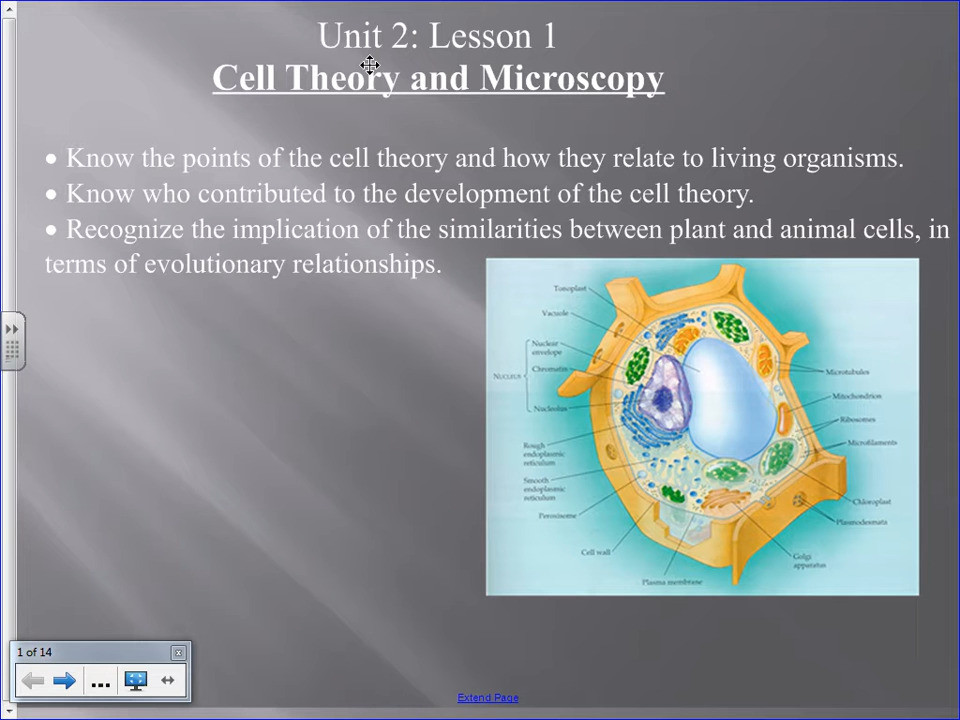 Unit 2: Lesson 1
Cell Theory and Microscopy
• Know the points of the cell theory and how they relate to living organisms.
• Know who contributed to the development of the cell theory.
• Recognize the implication of the similarities between plant and animal cells, in
terms of evolutionary relationships.
Tonoplast
Vacuole
Nuclear
envelope
Chromatin
NUCLEUS
Nucleolus
Rough
endoplasmic
reticulum
Smooth
endoplasmic
reticulum
Peroxisome
Cell wall
Plasma membrane
Microtubules
Mitochondrion
Ribosomes
Microfilaments
Chloroplast
Plasmodesmata
Golgi
apparatus
1 of 14
Extend Page